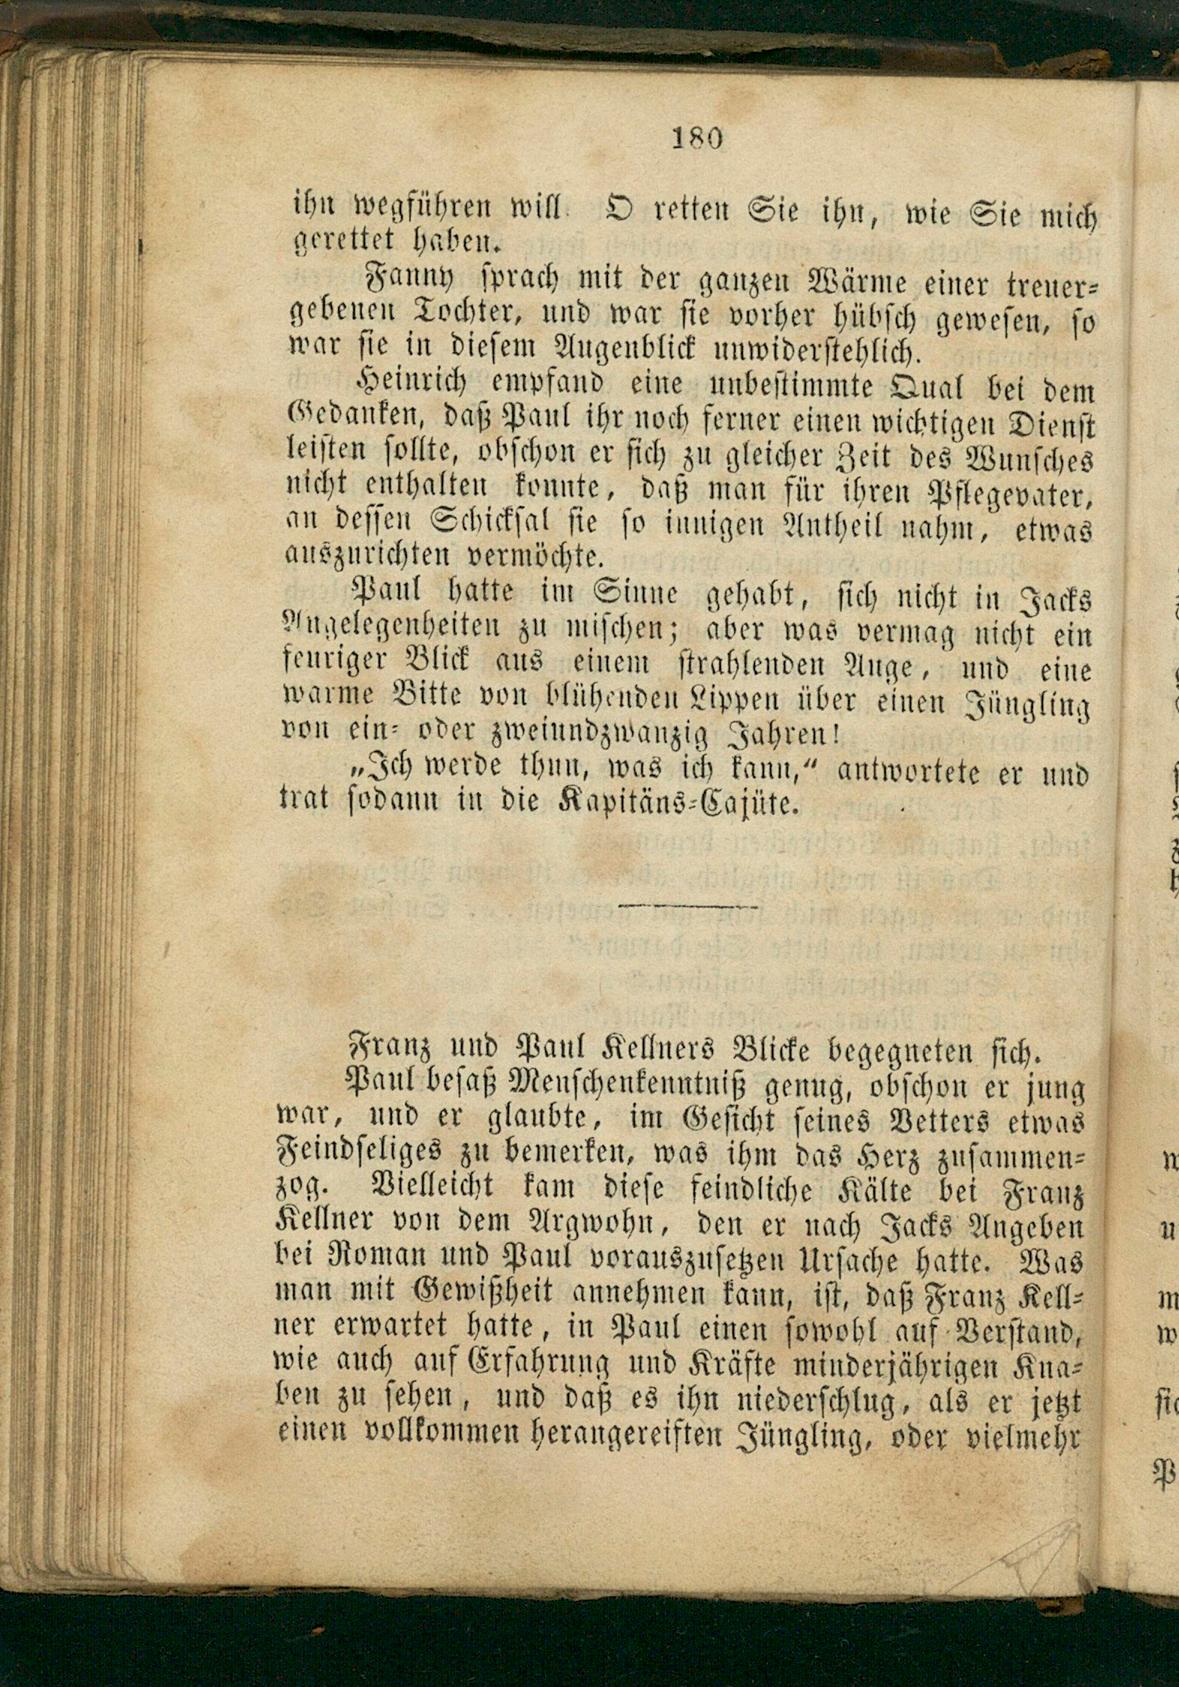 180
ihn wegführen will. O retten Sie ihn, wie Sie mich
gerettet haben.
Fanny sprach mit der ganzen Wärme einer treuer-
gebenen Tochter, und war sie vorher hübsch gewesen, so
war sie in diesem Augenblick unwiderstehlich.
Heinrich empfand eine unbestimmte Qual bei dem
Gedanken, daß Paul ihr noch ferner einen wichtigen Dienst
leisten sollte, obschon er sich zu gleicher Zeit des Wunsches
nicht enthalten konnte, daß man für ihren Pflegevater,
an dessen Schicksal sie so innigen Antheil nahm, etwas
auszurichten vermöchte.
Paul hatte im Sinne gehabt, sich nicht in Jacks
Angelegenheiten zu mischen; aber was vermag nicht ein
feuriger Blick aus einem strahlenden Auge, und eine
warme Bitte von blühenden Lippen über einen Jüngling
von ein- oder zweiundzwanzig Jahren!
„Ich werde thun, was ich kann,“ antwortete er und
trat sodann in die Kapitäns-Cajüte.
Franz und Paul Kellners Blicke begegneten sich.
Paul besaß Menschenkenntniß genug, obschon er jung
war, und er glaubte, im Gesicht seines Vetters etwas
Feindseliges zu bemerken, was ihm das Herz zusammen-
zog. Vielleicht kam diese feindliche Kälte bei Franz
Kellner von dem Argwohn, den er nach Jacks Angeben
bei Roman und Paul vorauszusetzen Ursache hatte. Was
man mit Gewißheit annehmen kann, ist, daß Franz Kell-
ner erwartet hatte, in Paul einen sowohl auf Verstand,
wie auch auf Erfahrung und Kräfte minderjährigen Kna-
ben zu sehen, und daß es ihn niederschlug, als er jetzt
einen vollkommen herangereiften Jüngling, oder vielmehr